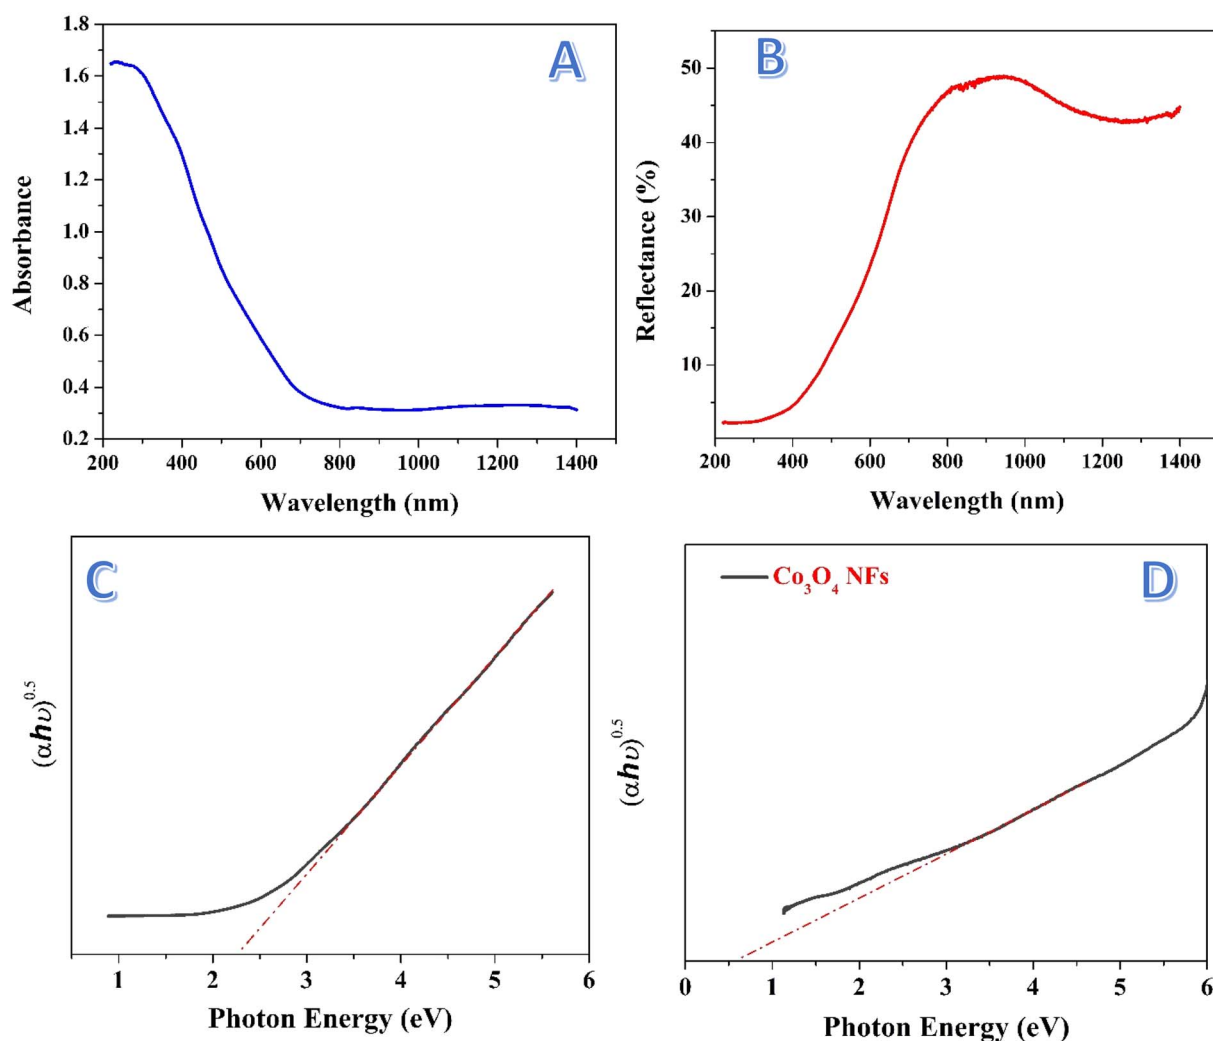 A
Absorbance
1.8
1.6
1.4
1.2
1.0
0.8
0.6
0.4
0.2
200 400 600 800 1000 1200 1400
Wavelength (nm)
B
Reflectance (%)
50
40
30
20
10
200 400 600 800 1000 1200 1400
Wavelength (nm)
C
(αhυ)^0.5
1 2 3 4 5 6
Photon Energy (eV)
Co₃O₄ NFs
D
(αhυ)^0.5
0 1 2 3 4 5 6
Photon Energy (eV)